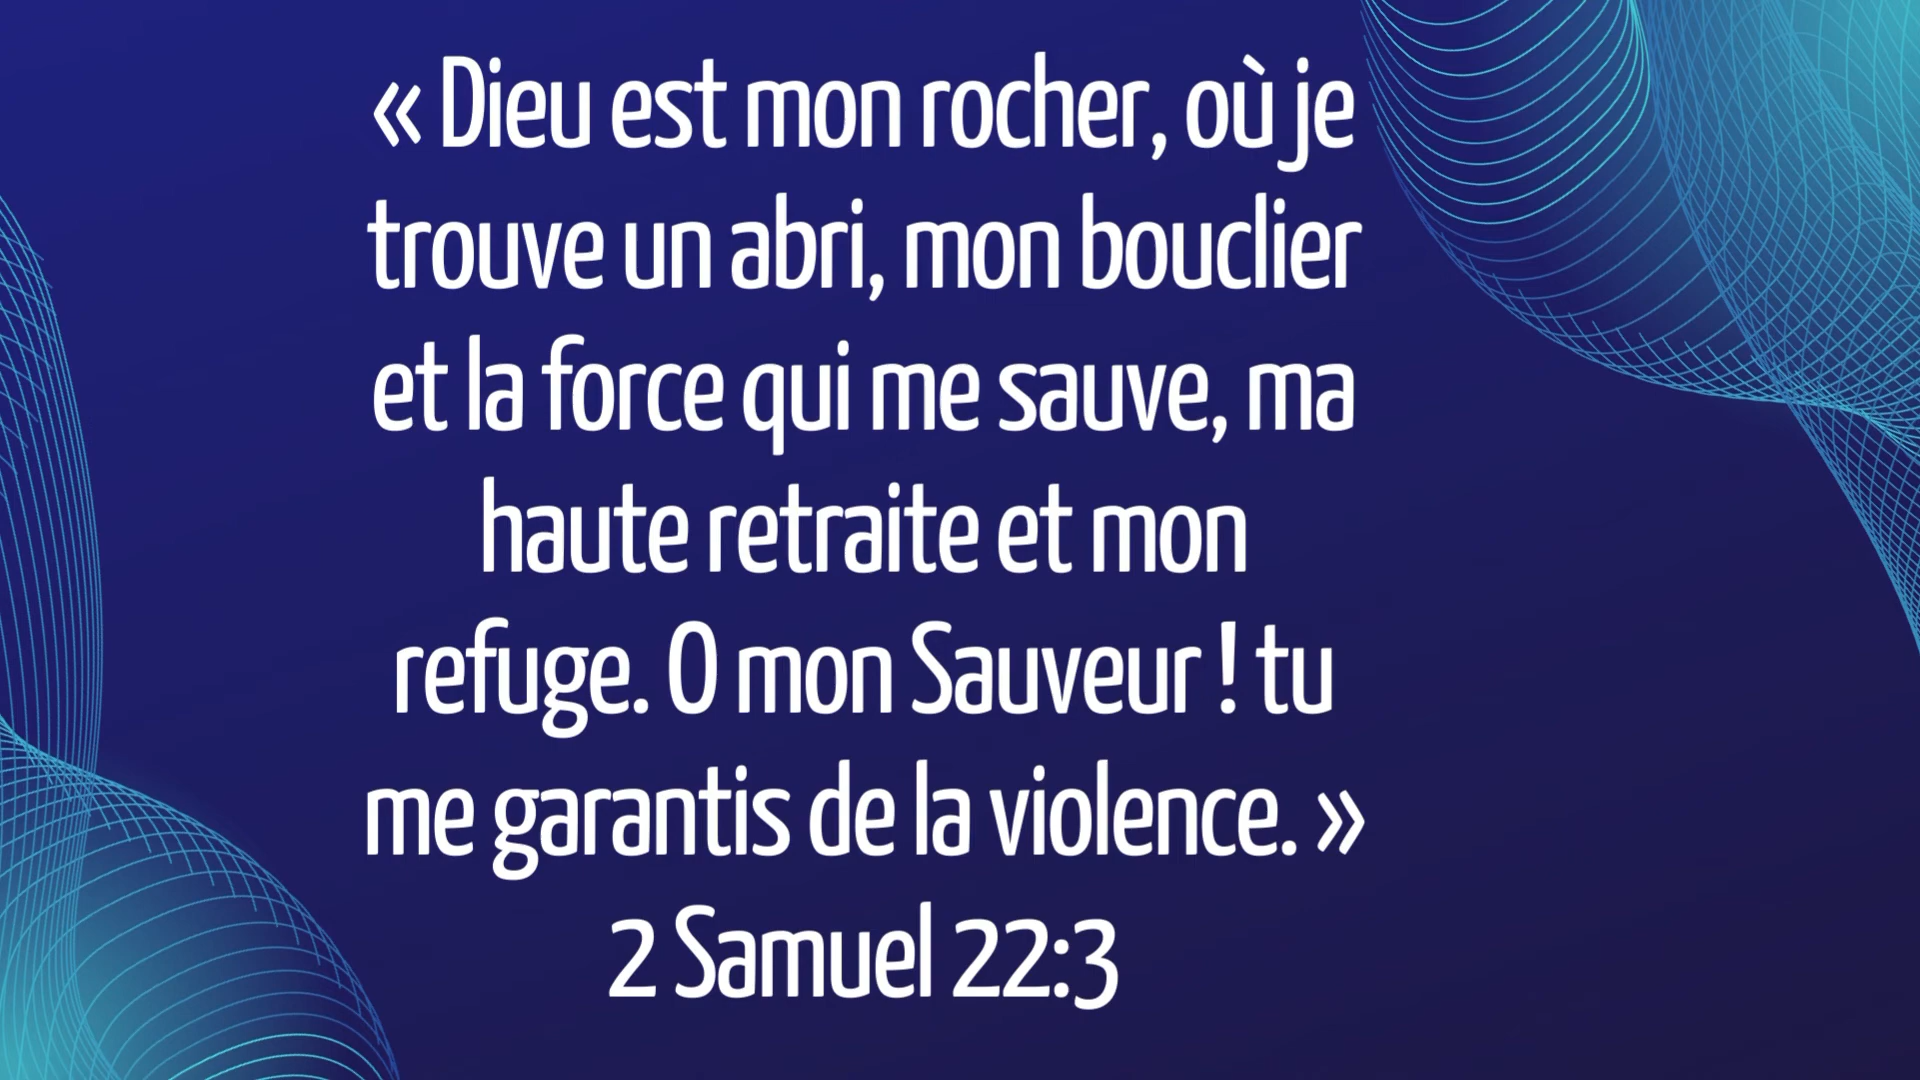 « Dieu est mon rocher, où je
trouve un abri, mon bouclier
et la force qui me sauve, ma
haute retraite et mon
refuge. O mon Sauveur ! tu
me garantis de la violence. »
2 Samuel 22:3